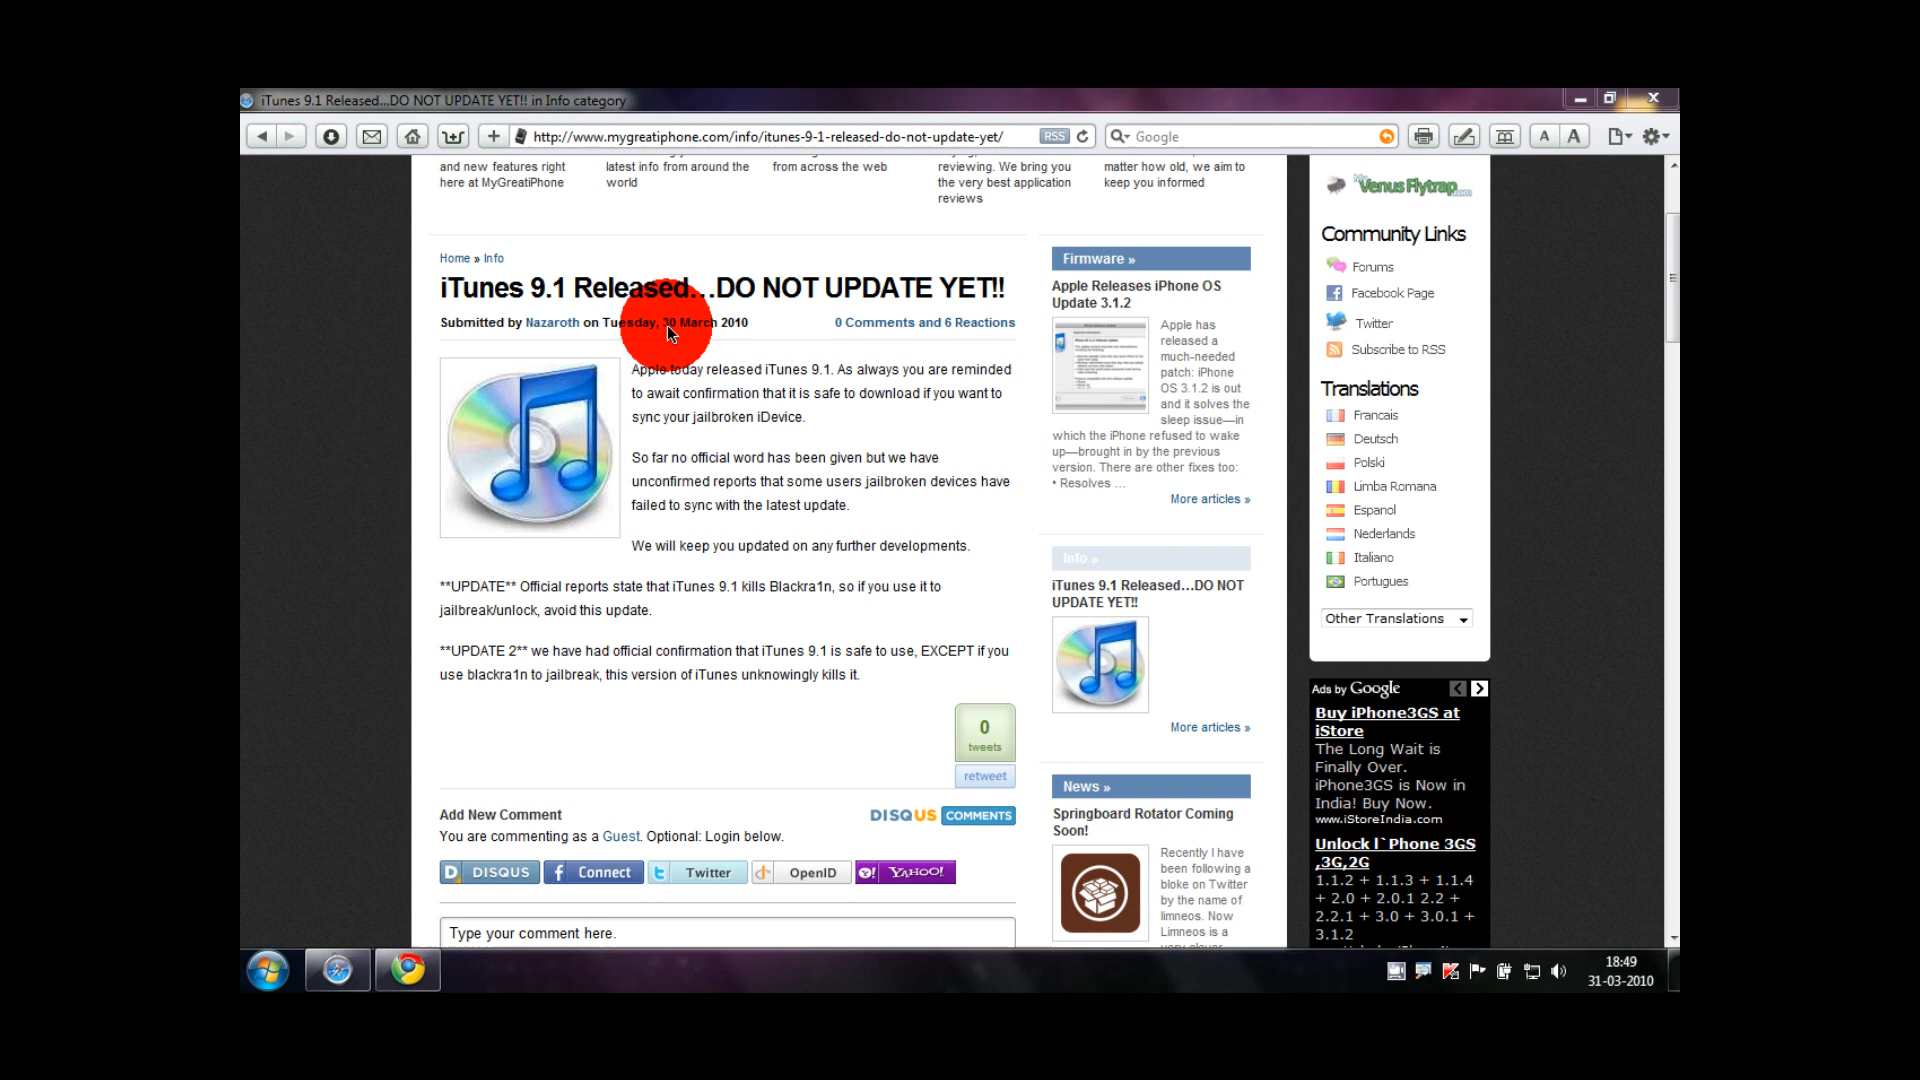 iTunes 9.1 Released...DO NOT UPDATE YET!! in Info category
http://www.mygreatiphone.com/info/itunes-9-1-released-do-not-update-yet/
RSS
Google
A A
and new features right
here at MyGreatiPhone
latest info from around the
world
from across the web
reviewing. We bring you
the very best application
reviews
matter how old, we aim to
keep you informed
Home » Info
iTunes 9.1 Released...DO NOT UPDATE YET!!
Submitted by Nazaroth on Tuesday, 30 March 2010
0 Comments and 6 Reactions
Apple today released iTunes 9.1. As always you are reminded
to await confirmation that it is safe to download if you want to
sync your jailbroken iDevice.
So far no official word has been given but we have
unconfirmed reports that some users jailbroken devices have
failed to sync with the latest update.
We will keep you updated on any further developments.
**UPDATE** Official reports state that iTunes 9.1 kills Blackra1n, so if you use it to
jailbreak/unlock, avoid this update.
**UPDATE 2** we have had official confirmation that iTunes 9.1 is safe to use, EXCEPT if you
use blackra1n to jailbreak, this version of iTunes unknowingly kills it.
0
tweets
retweet
Add New Comment
DISQUS COMMENTS
You are commenting as a Guest. Optional: Login below.
D DISQUS
f Connect
t Twitter
OpenID
Y! YAHOO!
Type your comment here.
Firmware »
Apple Releases iPhone OS
Update 3.1.2
Apple has
released a
much-needed
patch: iPhone
OS 3.1.2 is out
and it solves the
sleep issue—in
which the iPhone refused to wake
up—brought in by the previous
version. There are other fixes too:
• Resolves ...
More articles »
Info »
iTunes 9.1 Released...DO NOT
UPDATE YET!!
More articles »
News »
Springboard Rotator Coming
Soon!
Recently I have
been following a
bloke on Twitter
by the name of
limneos. Now
Limneos is a
My Venus Flytrap.com
Community Links
Forums
Facebook Page
Twitter
Subscribe to RSS
Translations
Francais
Deutsch
Polski
Limba Romana
Espanol
Nederlands
Italiano
Portugues
Other Translations
Ads by Google
Buy iPhone3GS at
iStore
The Long Wait is
Finally Over.
iPhone3GS is Now in
India! Buy Now.
www.iStoreIndia.com
Unlock I`Phone 3GS
,3G,2G
1.1.2 + 1.1.3 + 1.1.4
+ 2.0 + 2.0.1 2.2 +
2.2.1 + 3.0 + 3.0.1 +
3.1.2
18:49
31-03-2010